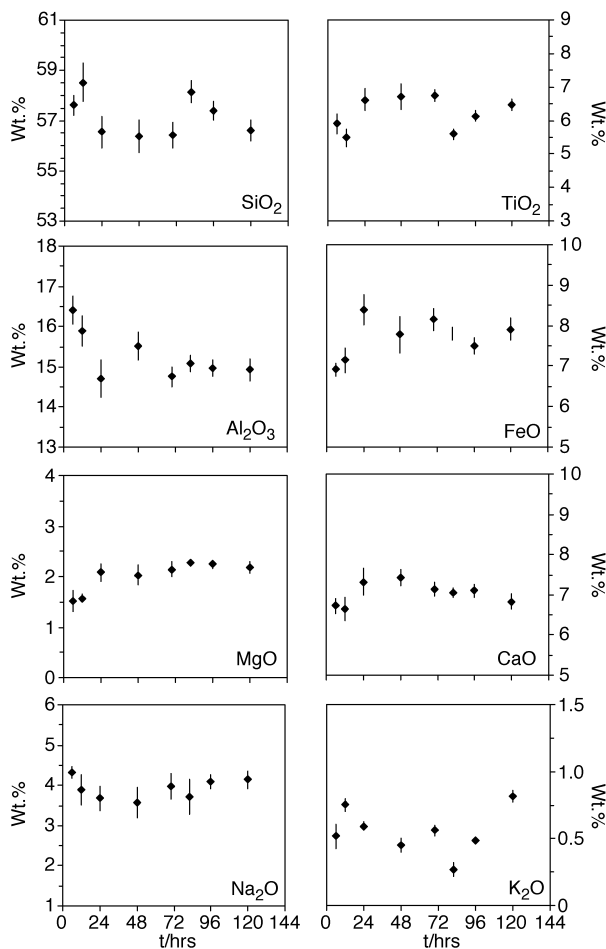 61
59
57
55
53
Wt.%
SiO2
9
8
7
6
5
4
3
Wt.%
TiO2
18
17
16
15
14
13
Wt.%
Al2O3
10
9
8
7
6
5
Wt.%
FeO
4
3
2
1
0
Wt.%
MgO
10
9
8
7
6
5
Wt.%
CaO
6
5
4
3
2
1
Wt.%
Na2O
0 24 48 72 96 120 144
t/hrs
1.5
1.0
0.5
0
Wt.%
K2O
0 24 48 72 96 120 144
t/hrs